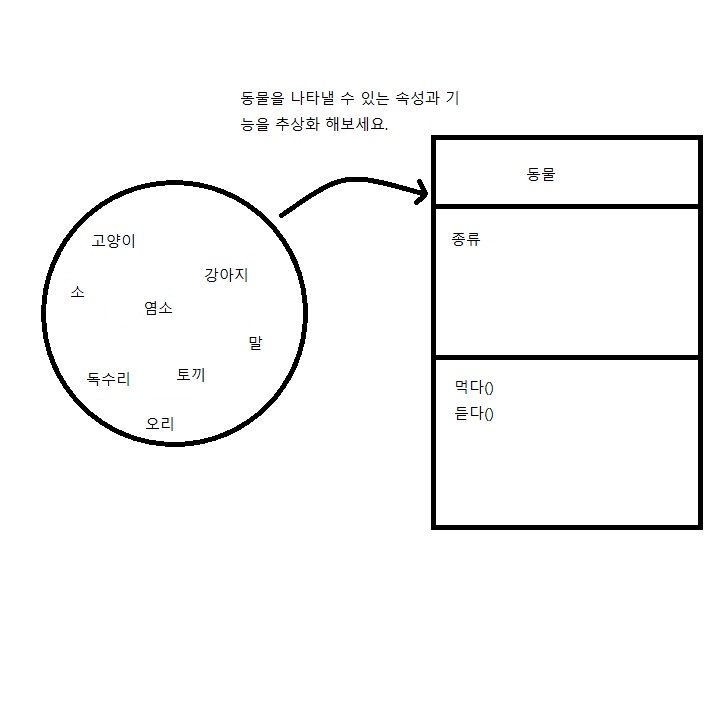 동물을 나타낼 수 있는 속성과 기
능을 추상화 해보세요.
고양이
강아지
소
염소
말
독수리
토끼
오리
동물
종류
먹다()
듣다()